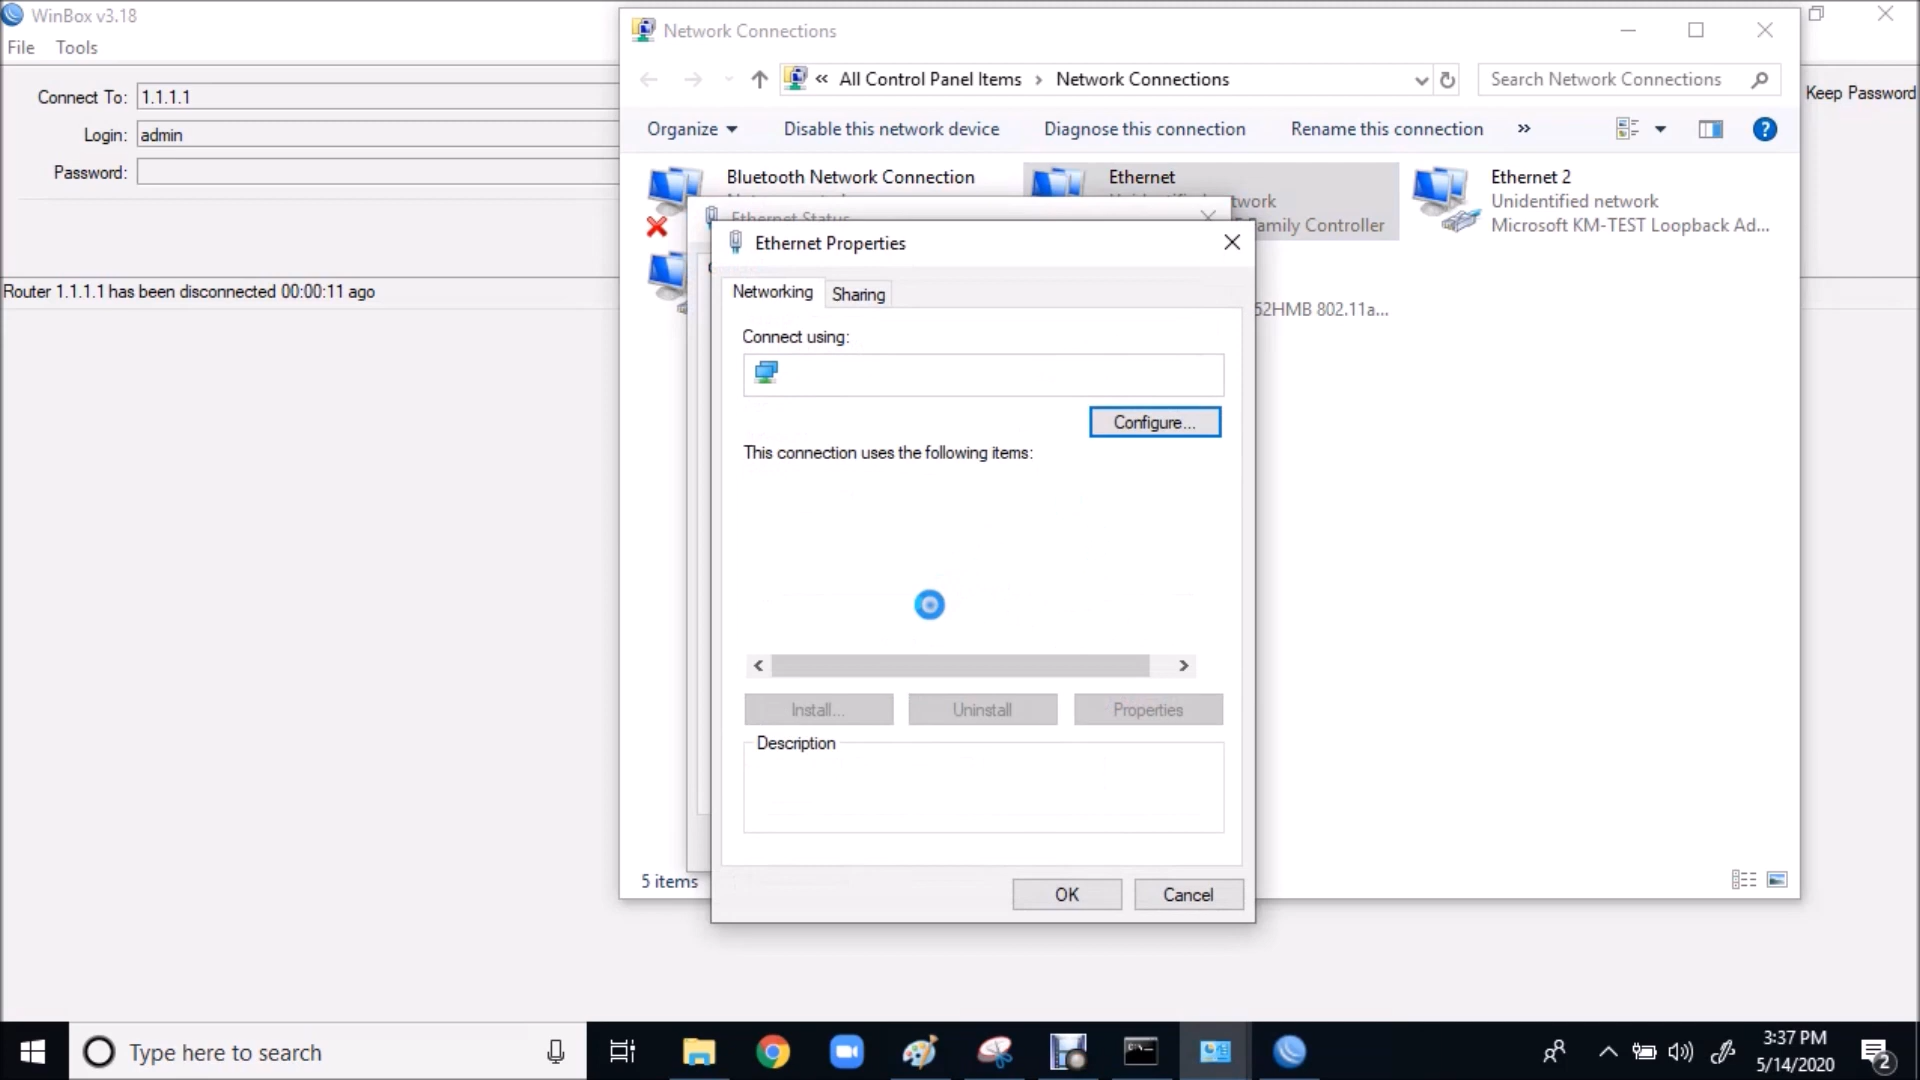 WinBox v3.18
File Tools
Connect To: 1.1.1.1
Login: admin
Password:
Keep Password
Router 1.1.1.1 has been disconnected 00:00:11 ago
Network Connections
« All Control Panel Items > Network Connections
Search Network Connections
Organize
Disable this network device
Diagnose this connection
Rename this connection
»
Bluetooth Network Connection
Ethernet
twork
amily Controller
Ethernet 2
Unidentified network
Microsoft KM-TEST Loopback Ad...
52HMB 802.11a...
Ethernet Status
Ethernet Properties
Networking
Sharing
Connect using:
Configure...
This connection uses the following items:
Install...
Uninstall
Properties
Description
OK
Cancel
5 items
Type here to search
3:37 PM
5/14/2020
2